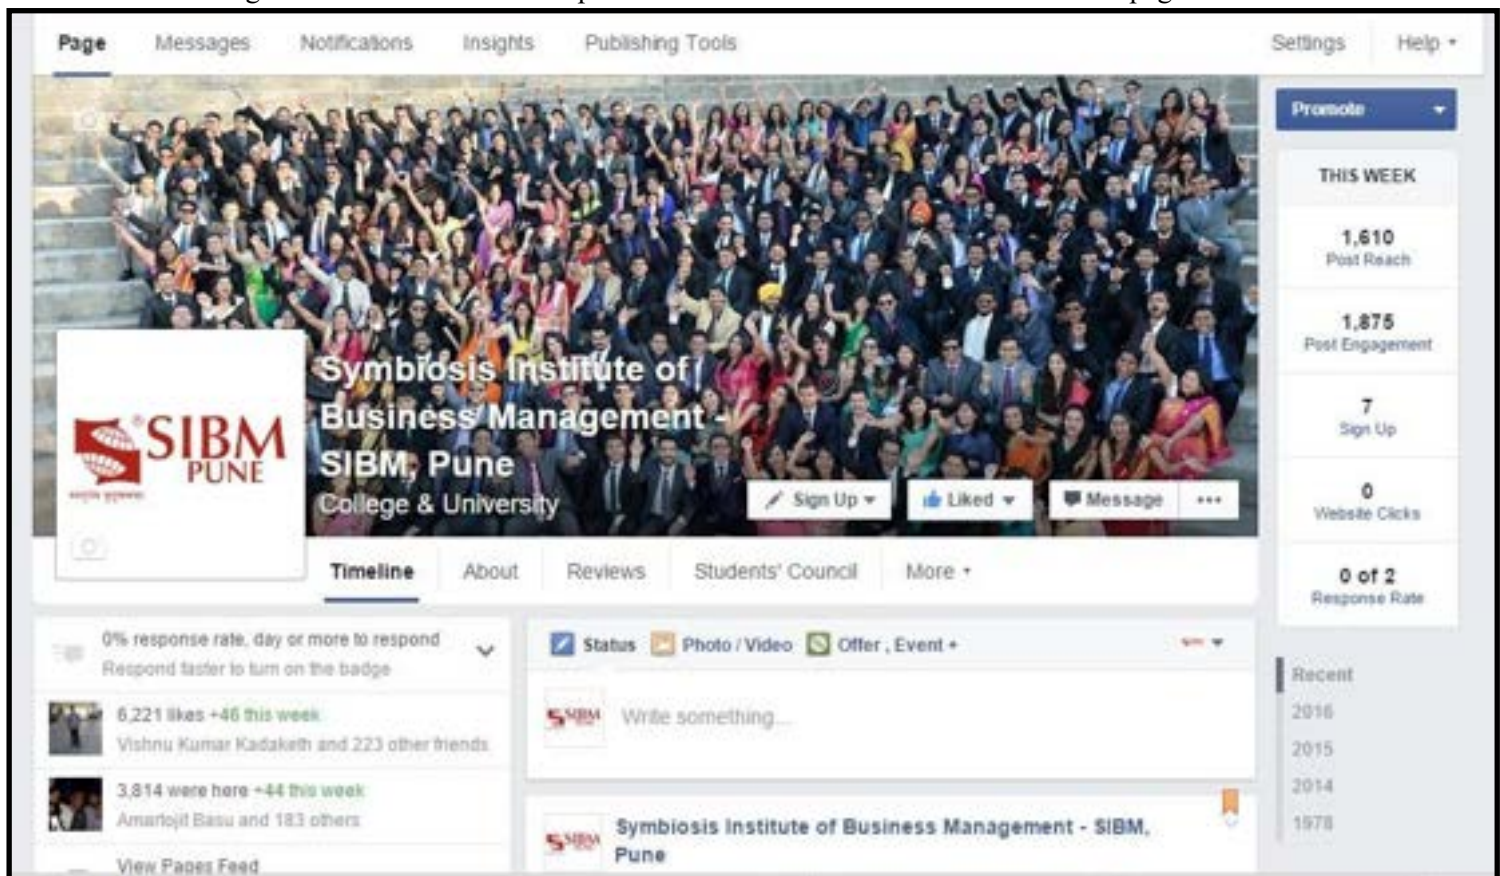 Page Messages Notifications Insights Publishing Tools Settings Help
Promote
THIS WEEK
1,610
Post Reach
1,875
Post Engagement
7
Sign Up
0
Website Clicks
0 of 2
Response Rate
SIBM
PUNE
Symbiosis Institute of
Business Management -
SIBM, Pune
College & University
Sign Up Liked Message
Timeline About Reviews Students' Council More
0% response rate, day or more to respond
Respond faster to turn on the badge
6,221 likes +46 this week
Vishnu Kumar Kadaketh and 223 other friends
3,814 were here +44 this week
Amartojit Basu and 183 others
View Pages Feed
Status Photo / Video Offer , Event +
Write something...
Symbiosis Institute of Business Management - SIBM,
Pune
Recent
2016
2015
2014
1978